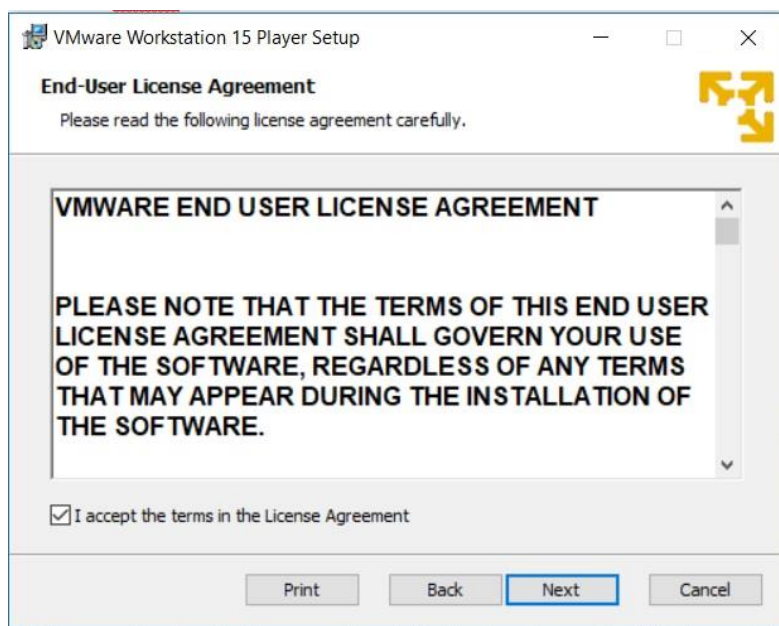 VMware Workstation 15 Player Setup
End-User License Agreement
Please read the following license agreement carefully.
VMWARE END USER LICENSE AGREEMENT
PLEASE NOTE THAT THE TERMS OF THIS END USER
LICENSE AGREEMENT SHALL GOVERN YOUR USE
OF THE SOFTWARE, REGARDLESS OF ANY TERMS
THAT MAY APPEAR DURING THE INSTALLATION OF
THE SOFTWARE.
I accept the terms in the License Agreement
Print Back Next Cancel